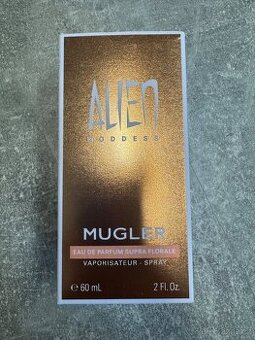 ALIEN
GODDESS
MUGLER
EAU DE PARFUM SUPRA FLORALE
VAPORISATEUR - SPRAY
℮ 60 mL 2 Fl. Oz.